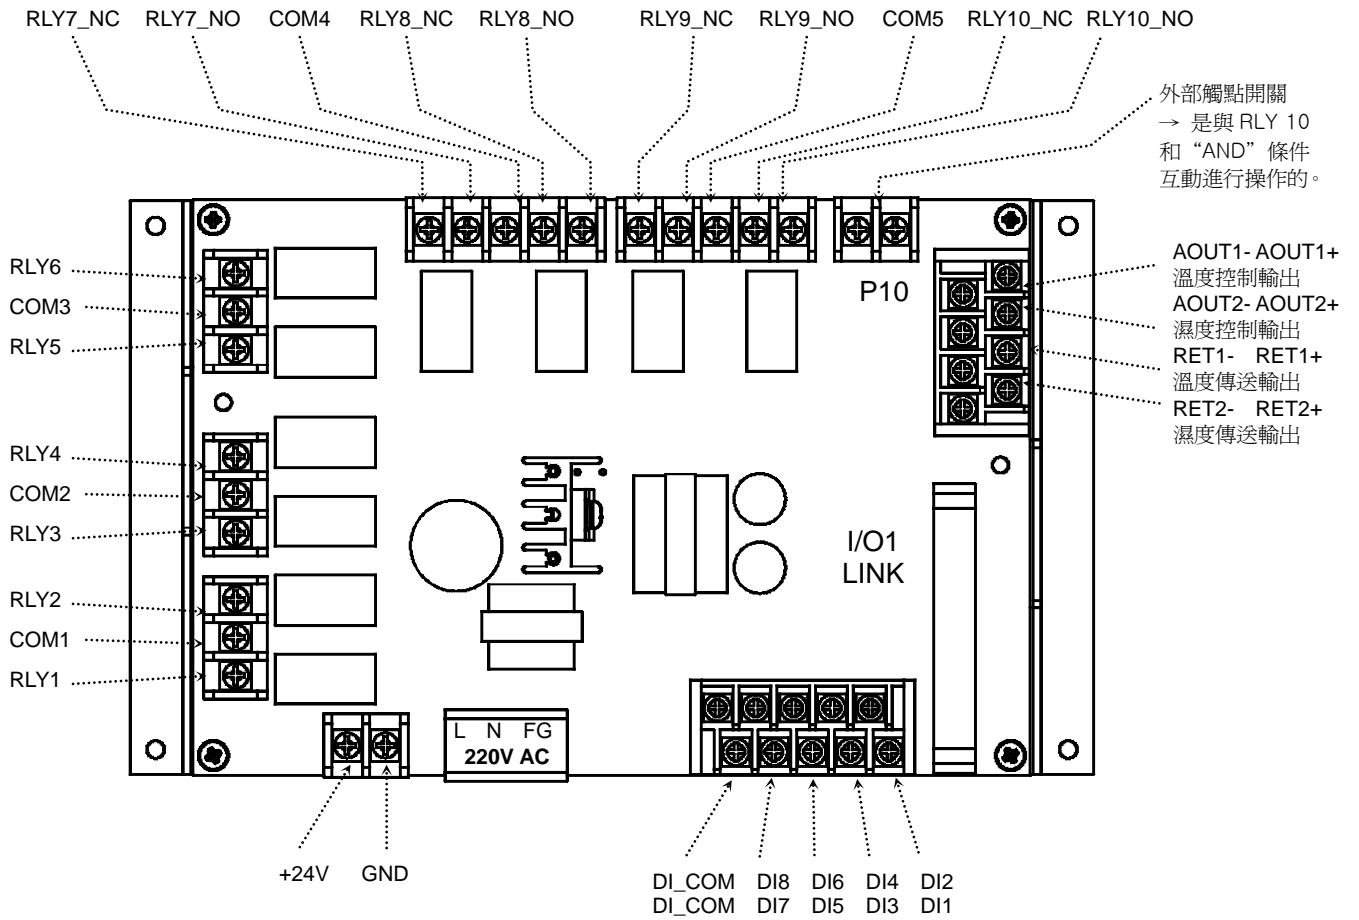 RLY7_NC RLY7_NO COM4 RLY8_NC RLY8_NO RLY9_NC RLY9_NO COM5 RLY10_NC RLY10_NO
外部觸點開關
→ 是與 RLY 10
和“AND”條件
互動進行操作的。
RLY6
COM3
RLY5
RLY4
COM2
RLY3
RLY2
COM1
RLY1
P10
AOUT1- AOUT1+
溫度控制輸出
AOUT2- AOUT2+
濕度控制輸出
RET1- RET1+
溫度傳送輸出
RET2- RET2+
濕度傳送輸出
I/O1
LINK
L N FG
220V AC
+24V GND
DI_COM DI8 DI6 DI4 DI2
DI_COM DI7 DI5 DI3 DI1